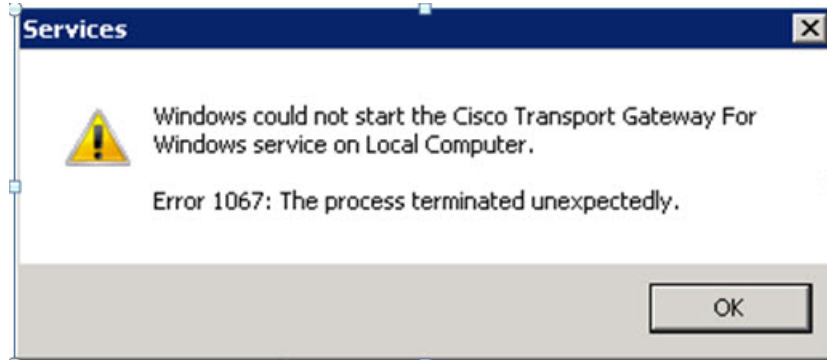 Services
Windows could not start the Cisco Transport Gateway For
Windows service on Local Computer.
Error 1067: The process terminated unexpectedly.
OK